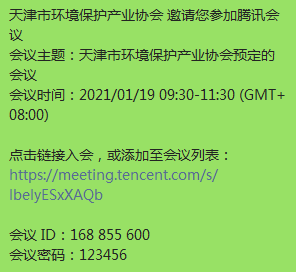 天津市环境保护产业协会 邀请您参加腾讯会
议
会议主题：天津市环境保护产业协会预定的
会议
会议时间：2021/01/19 09:30-11:30 (GMT+
08:00)
点击链接入会，或添加至会议列表：
https://meeting.tencent.com/s/
lbelyESxXAQb
会议 ID：168 855 600
会议密码：123456